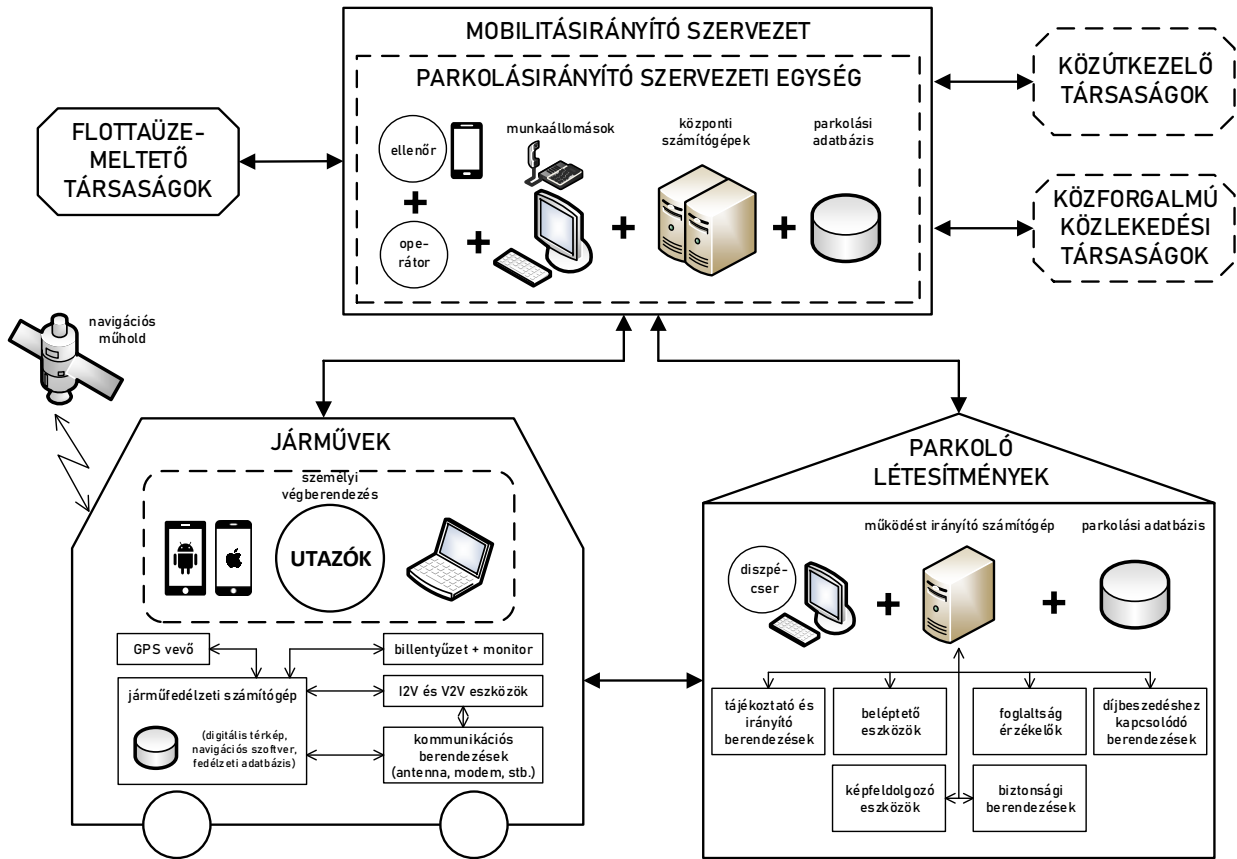 MOBILITÁSIRÁNYÍTÓ SZERVEZET
PARKOLÁSIRÁNYÍTÓ SZERVEZETI EGYSÉG
ellenőr
ope-
rátor
munkaállomások
központi
számítógépek
parkolási
adatbázis
FLOTTAÜZE-
MELTETŐ
TÁRSASÁGOK
KÖZÚTKEZELŐ
TÁRSASÁGOK
KÖZFORGALMÚ
KÖZLEKEDÉSI
TÁRSASÁGOK
navigációs
műhold
JÁRMŰVEK
személyi
végberendezés
UTAZÓK
GPS vevő
billentyűzet + monitor
járműfedélzeti számítógép
(digitális térkép,
navigációs szoftver,
fedélzeti adatbázis)
I2V és V2V eszközök
kommunikációs
berendezések
(antenna, modem, stb.)
PARKOLÓ
LÉTESÍTMÉNYEK
diszpé-
cser
működést irányító számítógép
parkolási adatbázis
tájékoztató és
irányító
berendezések
beléptető
eszközök
foglaltság
érzékelők
díjbeszedéshez
kapcsolódó
berendezések
képfeldolgozó
eszközök
biztonsági
berendezések